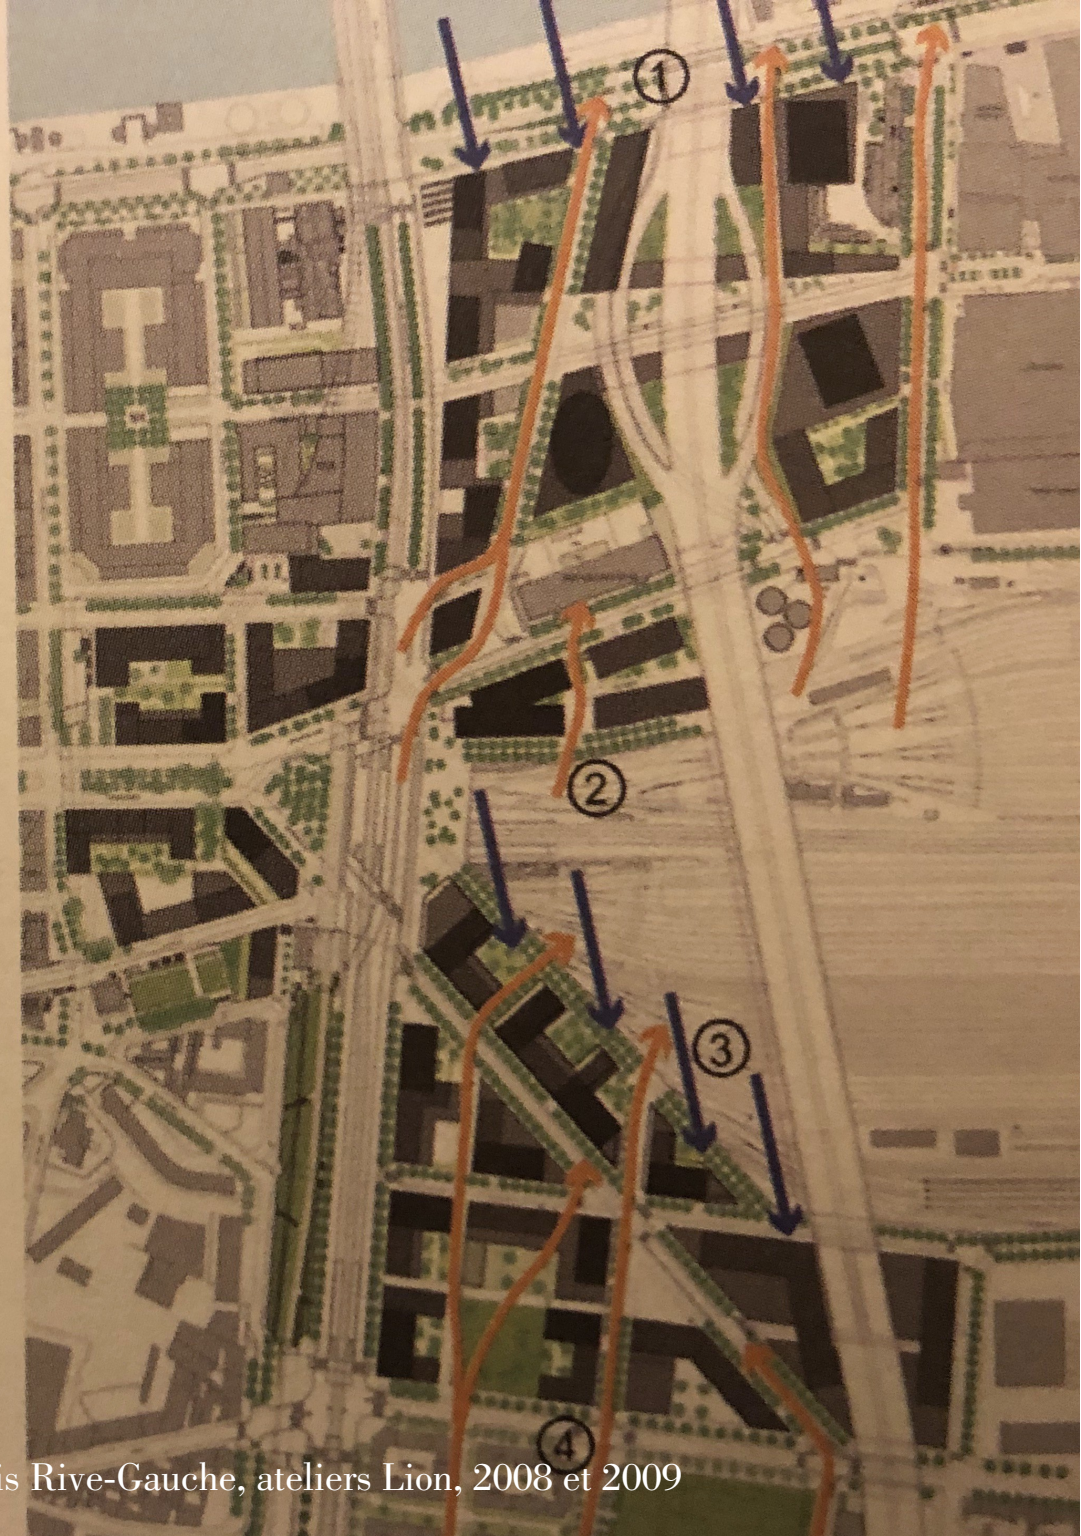 ①
②
③
④
is Rive-Gauche, ateliers Lion, 2008 et 2009